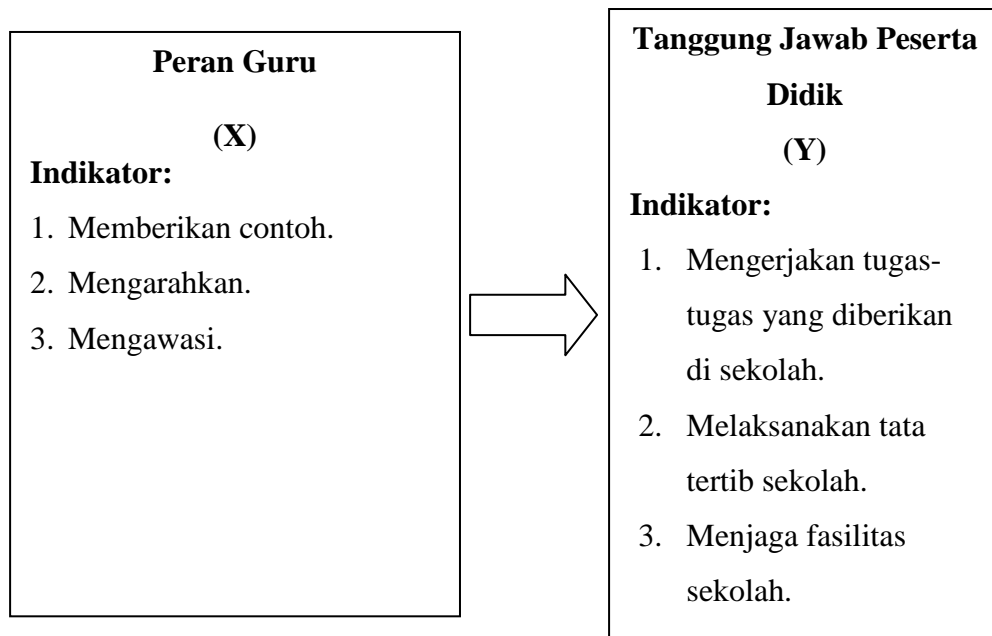 Peran Guru
(X)
Indikator:
1. Memberikan contoh.
2. Mengarahkan.
3. Mengawasi.
Tanggung Jawab Peserta
Didik
(Y)
Indikator:
1. Mengerjakan tugas-
tugas yang diberikan
di sekolah.
2. Melaksanakan tata
tertib sekolah.
3. Menjaga fasilitas
sekolah.